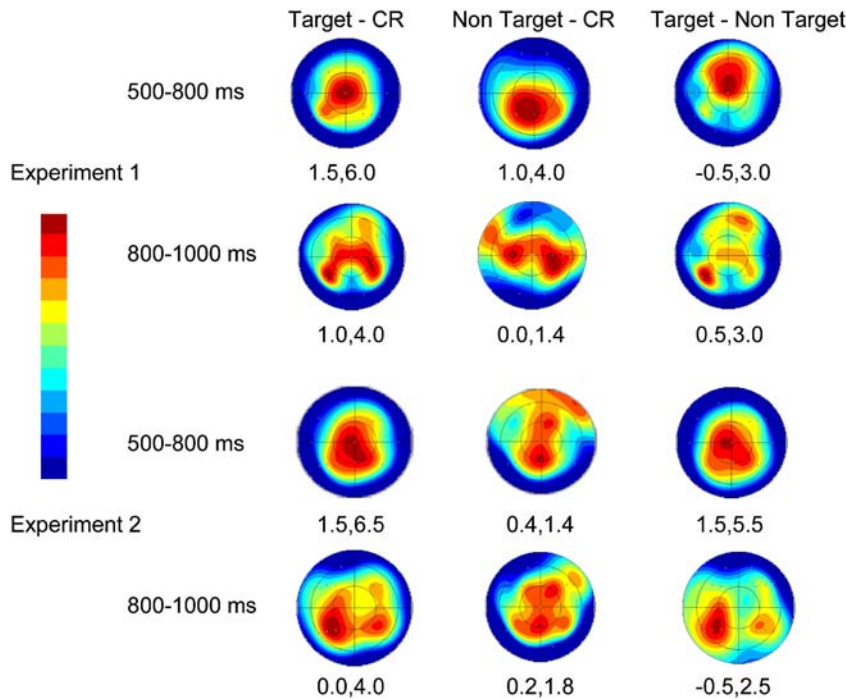 Target - CR Non Target - CR Target - Non Target
500-800 ms
Experiment 1 1.5,6.0 1.0,4.0 -0.5,3.0
800-1000 ms
1.0,4.0 0.0,1.4 0.5,3.0
500-800 ms
Experiment 2 1.5,6.5 0.4,1.4 1.5,5.5
800-1000 ms
0.0,4.0 0.2,1.8 -0.5,2.5